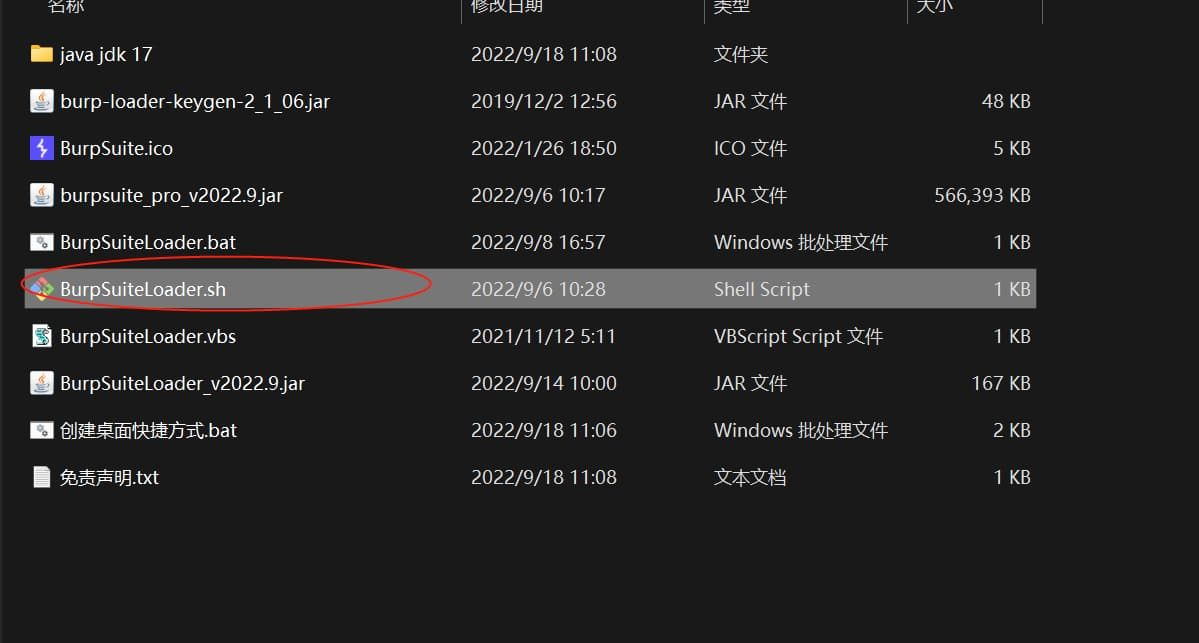 名称 修改日期 类型 大小
java jdk 17 2022/9/18 11:08 文件夹
burp-loader-keygen-2_1_06.jar 2019/12/2 12:56 JAR 文件 48 KB
BurpSuite.ico 2022/1/26 18:50 ICO 文件 5 KB
burpsuite_pro_v2022.9.jar 2022/9/6 10:17 JAR 文件 566,393 KB
BurpSuiteLoader.bat 2022/9/8 16:57 Windows 批处理文件 1 KB
BurpSuiteLoader.sh 2022/9/6 10:28 Shell Script 1 KB
BurpSuiteLoader.vbs 2021/11/12 5:11 VBScript Script 文件 1 KB
BurpSuiteLoader_v2022.9.jar 2022/9/14 10:00 JAR 文件 167 KB
创建桌面快捷方式.bat 2022/9/18 11:06 Windows 批处理文件 2 KB
免责声明.txt 2022/9/18 11:08 文本文档 1 KB